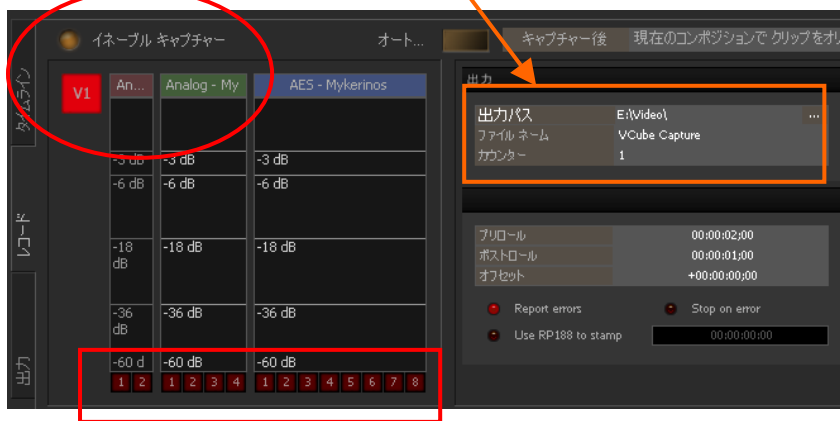 イネーブル キャプチャー
オート...
キャプチャー後
現在のコンポジションで クリップをオリ
タイムライン
レコード
出力
V1
An...
Analog - My
AES - Mykerinos
-3 dB
-3 dB
-3 dB
-6 dB
-6 dB
-6 dB
-18 dB
-18 dB
-18 dB
-36 dB
-36 dB
-36 dB
-60 d
-60 dB
-60 dB
1 2
1 2 3 4
1 2 3 4 5 6 7 8
出力
出力パス E:\Video\ ...
ファイル ネーム VCube Capture
カウンター 1
プリロール 00:00:02;00
ポストロール 00:00:01;00
オフセット +00:00:00;00
Report errors
Stop on error
Use RP188 to stamp
00:00:00:00